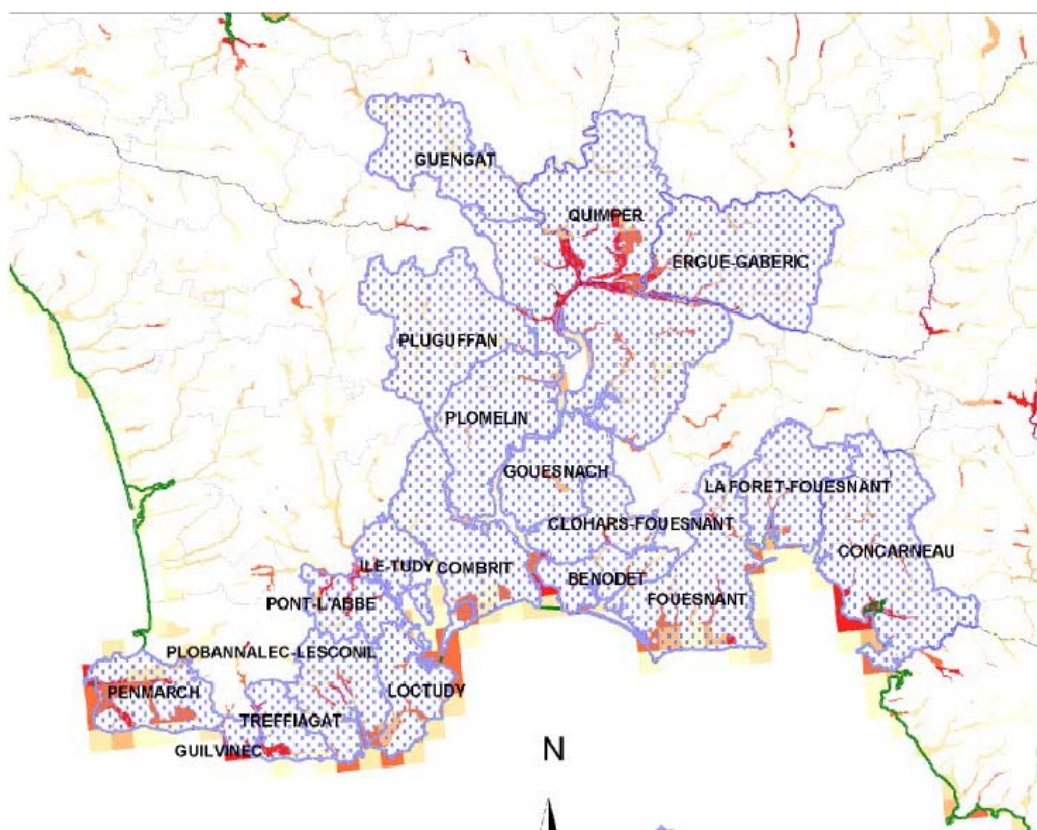 GUENGAT
QUIMPER
ERGUE-GABERIC
PLUGUFFAN
PLOMELIN
GOUESNACH
LA FORET-FOUESNANT
CLOHARS-FOUESNANT
CONCARNEAU
ILE-TUDY
COMBRIT
BENODET
PONT-L'ABBE
FOUESNANT
PLOBANNALEC-LESCONIL
PENMARCH
LOCTUDY
TREFFIAGAT
GUILVINEC
N